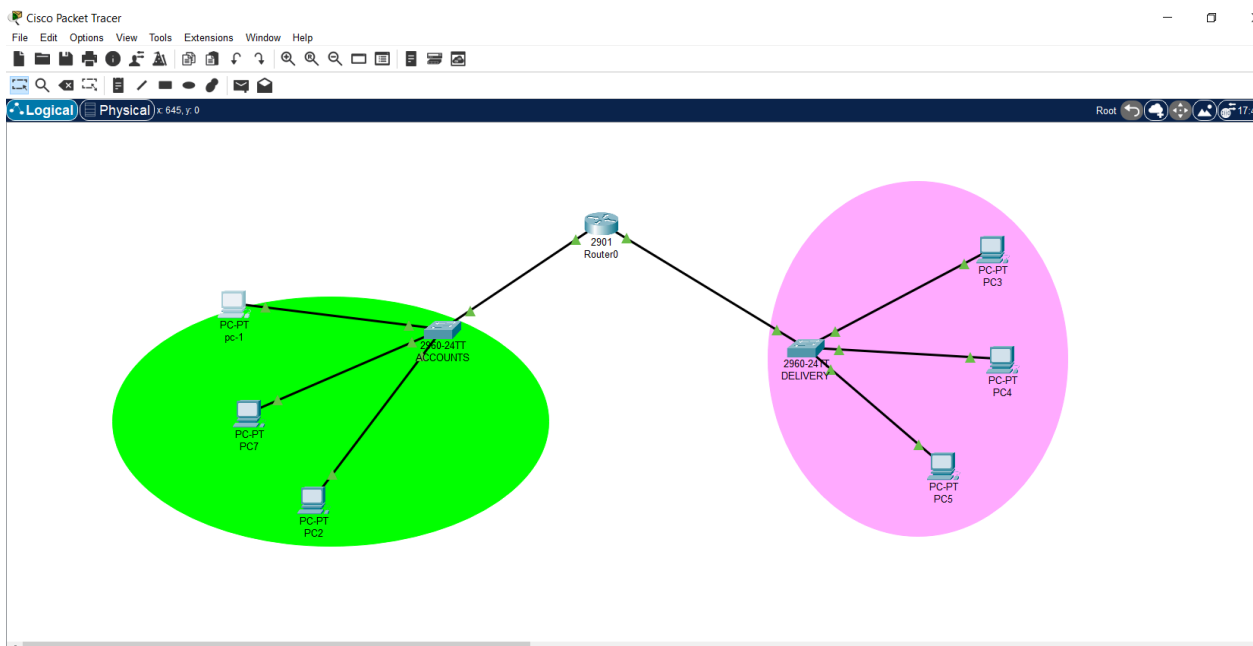 Cisco Packet Tracer
File Edit Options View Tools Extensions Window Help
Logical Physical x: 645, y: 0
Root
2901
Router0
PC-PT
PC3
PC-PT
pc-1
2960-24TT
ACCOUNTS
2960-24TT
DELIVERY
PC-PT
PC4
PC-PT
PC7
PC-PT
PC5
PC-PT
PC2